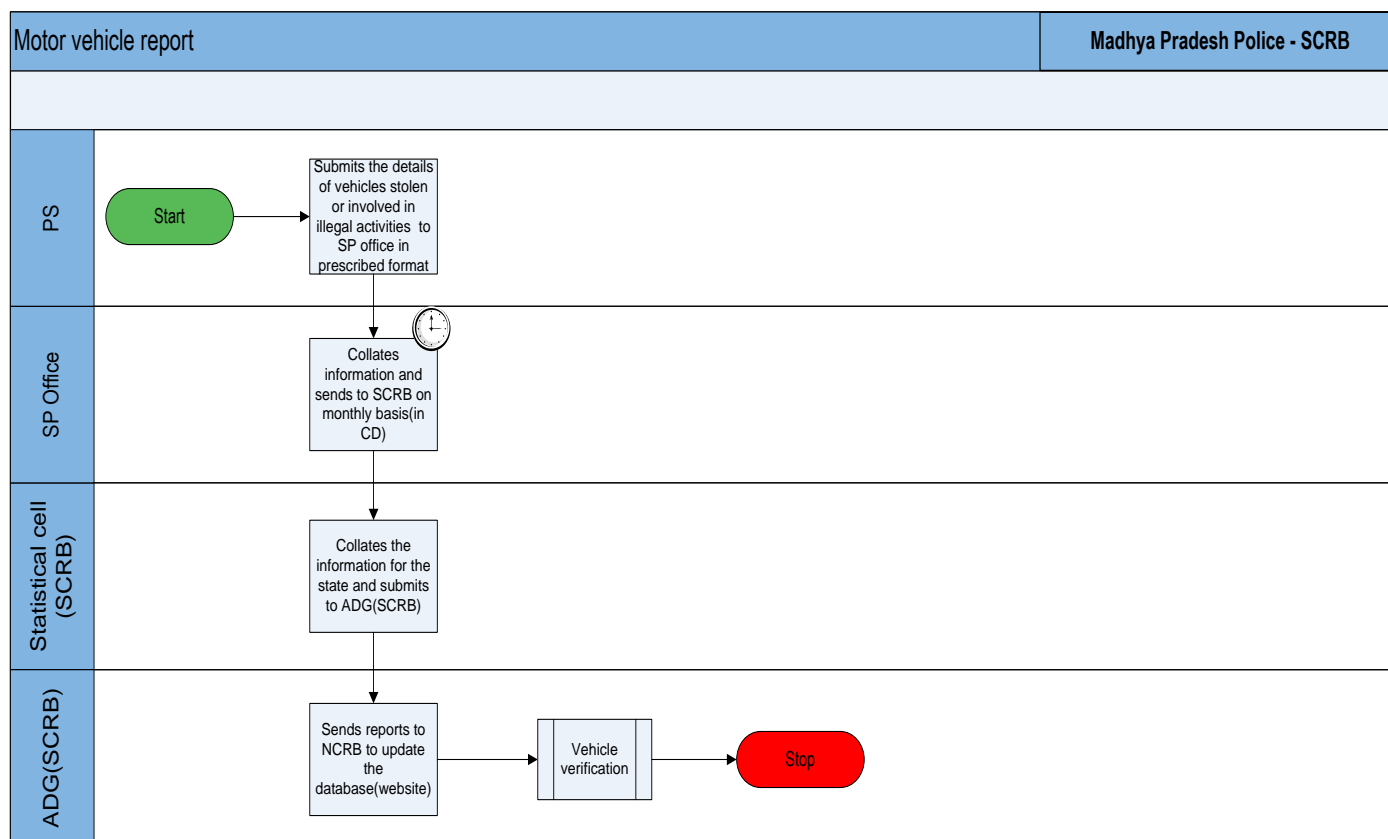 Motor vehicle report
Madhya Pradesh Police - SCRB
PS
Start
Submits the details
of vehicles stolen
or involved in
illegal activities to
SP office in
prescribed format
SP Office
Collates
information and
sends to SCRB on
monthly basis(in
CD)
Statistical cell
(SCRB)
Collates the
information for the
state and submits
to ADG(SCRB)
ADG(SCRB)
Sends reports to
NCRB to update
the
database(website)
Vehicle
verification
Stop